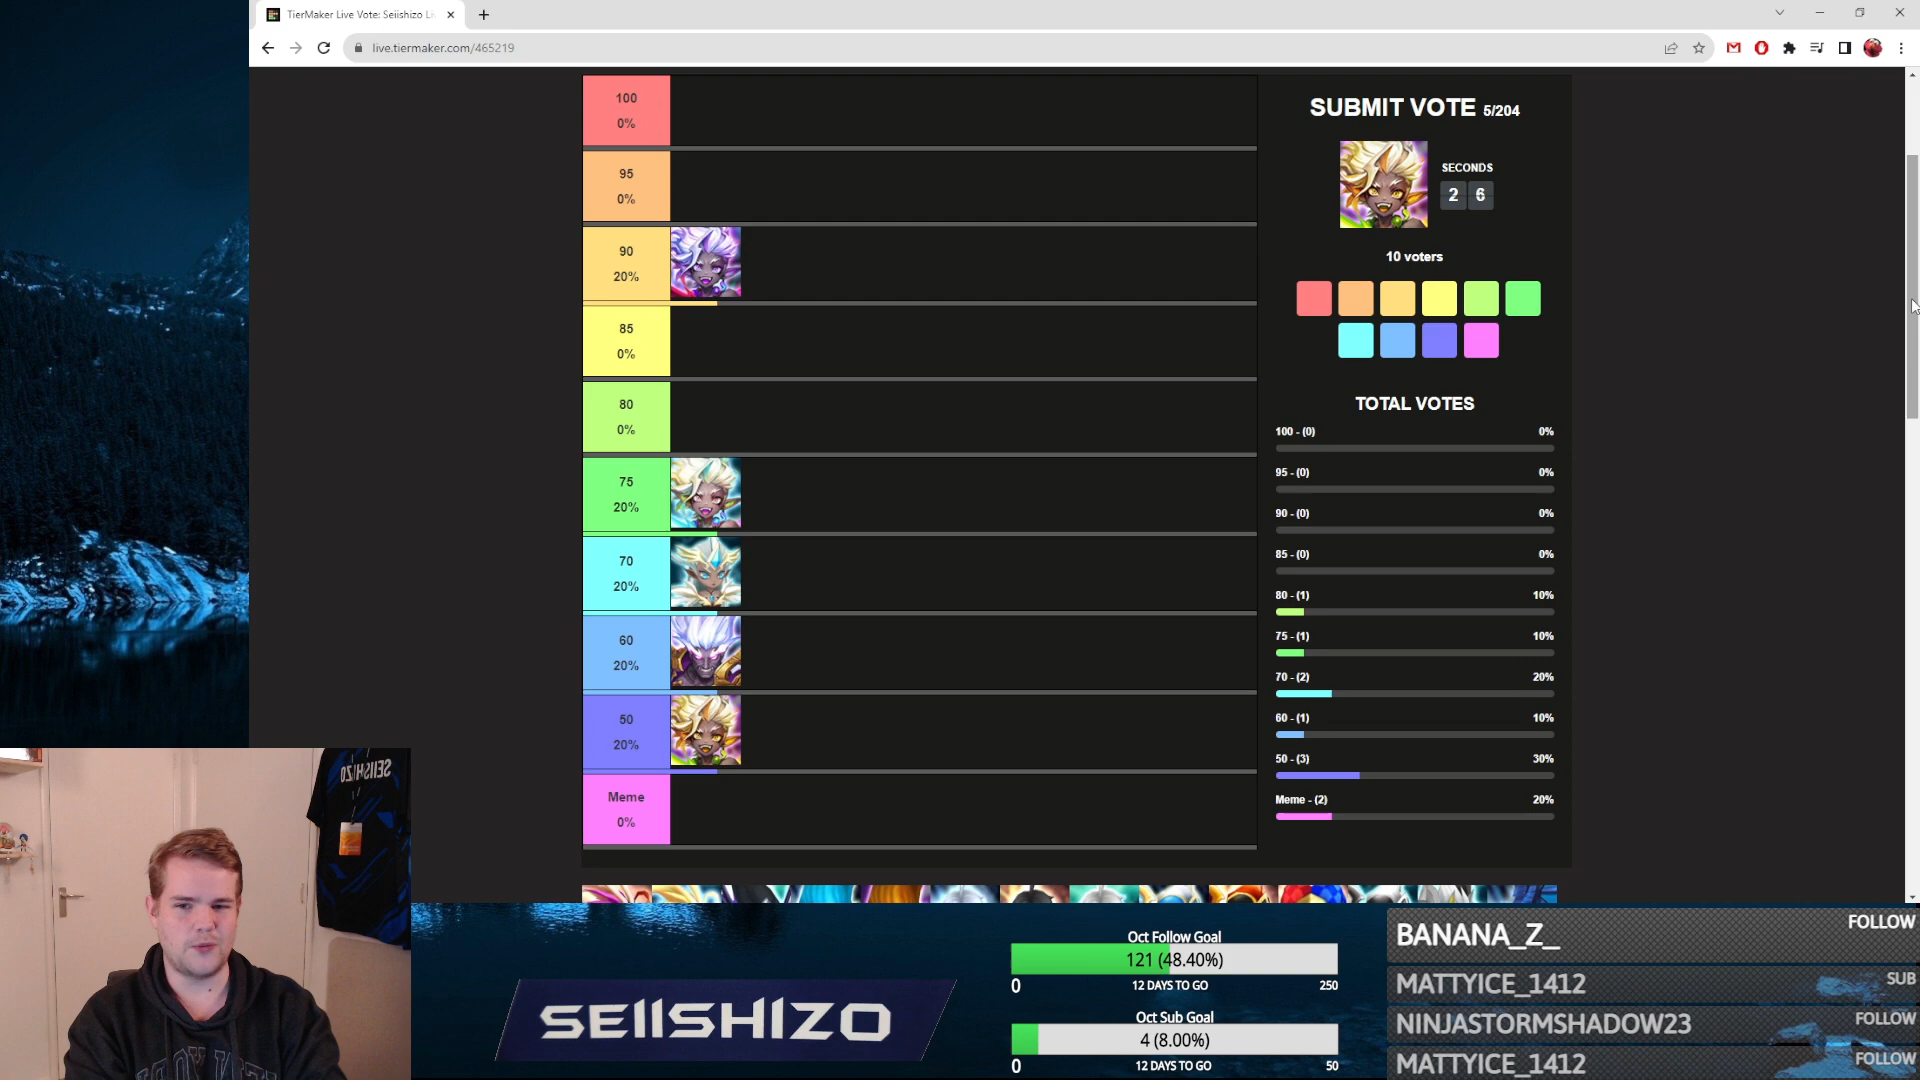 TierMaker Live Vote: Seiishizo Li
live.tiermaker.com/465219
100
0%
95
0%
90
20%
85
0%
80
0%
75
20%
70
20%
60
20%
50
20%
Meme
0%
SUBMIT VOTE 5/204
SECONDS
2 6
10 voters
TOTAL VOTES
100 - (0) 0%
95 - (0) 0%
90 - (0) 0%
85 - (0) 0%
80 - (1) 10%
75 - (1) 10%
70 - (2) 20%
60 - (1) 10%
50 - (3) 30%
Meme - (2) 20%
SEIISHIZO
SEIISHIZO
Oct Follow Goal
121 (48.40%)
0 12 DAYS TO GO 250
Oct Sub Goal
4 (8.00%)
0 12 DAYS TO GO 50
BANANA_Z_ FOLLOW
MATTYICE_1412 SUB
NINJASTORMSHADOW23 FOLLOW
MATTYICE_1412 FOLLOW